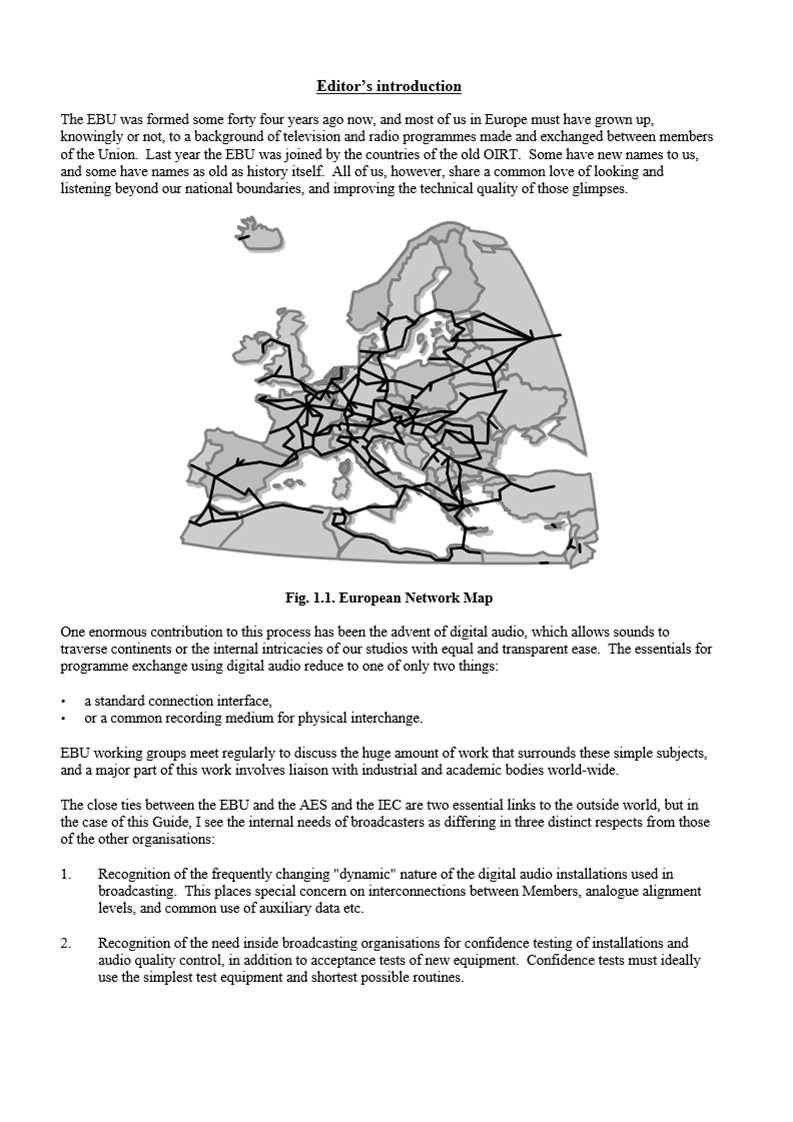 Editor’s introduction
The EBU was formed some forty four years ago now, and most of us in Europe must have grown up,
knowingly or not, to a background of television and radio programmes made and exchanged between members
of the Union.  Last year the EBU was joined by the countries of the old OIRT.  Some have new names to us,
and some have names as old as history itself.  All of us, however, share a common love of looking and
listening beyond our national boundaries, and improving the technical quality of those glimpses.
Fig. 1.1. European Network Map
One enormous contribution to this process has been the advent of digital audio, which allows sounds to
traverse continents or the internal intricacies of our studios with equal and transparent ease.  The essentials for
programme exchange using digital audio reduce to one of only two things:
• a standard connection interface,
• or a common recording medium for physical interchange.
EBU working groups meet regularly to discuss the huge amount of work that surrounds these simple subjects,
and a major part of this work involves liaison with industrial and academic bodies world-wide.
The close ties between the EBU and the AES and the IEC are two essential links to the outside world, but in
the case of this Guide, I see the internal needs of broadcasters as differing in three distinct respects from those
of the other organisations:
1. Recognition of the frequently changing "dynamic" nature of the digital audio installations used in
broadcasting.  This places special concern on interconnections between Members, analogue alignment
levels, and common use of auxiliary data etc.
2. Recognition of the need inside broadcasting organisations for confidence testing of installations and
audio quality control, in addition to acceptance tests of new equipment.  Confidence tests must ideally
use the simplest test equipment and shortest possible routines.